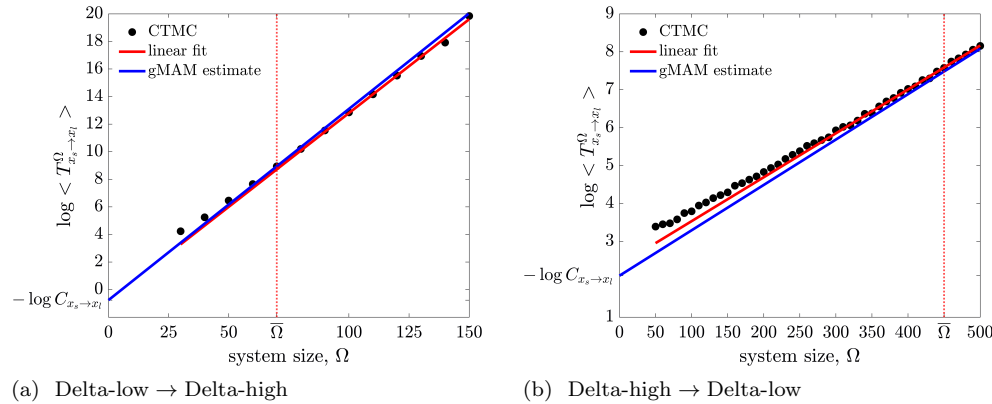 20
18
16
14
12
10
8
6
4
2
0
− log C_{x_s→x_l}
log < T^Ω_{x_s→x_l} >
CTMC
linear fit
gMAM estimate
0 25 50 Ω̅ 100 125 150
system size, Ω
(a) Delta-low → Delta-high
9
8
7
6
5
4
3
− log C_{x_s→x_l}
1
log < T^Ω_{x_s→x_l} >
CTMC
linear fit
gMAM estimate
0 50 100 150 200 250 300 350 400 Ω̅ 500
system size, Ω
(b) Delta-high → Delta-low